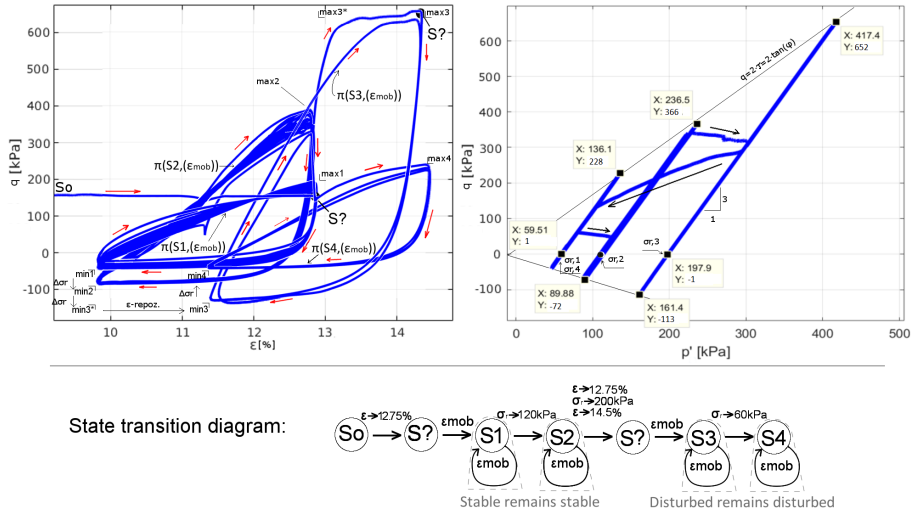 600
500
400
300
200
100
0
-100
q [kPa]
So
max3*
max3
S?
π(S3,(εmob))
max2
π(S2,(εmob))
max4
max1
S?
π(S1,(εmob))
π(S4,(εmob))
min1
min4
Δσr
min2
Δσr
min3*
ε-repoz.
min3
Δσr
10
11
12
13
14
ε[%]
600
500
400
300
200
100
0
-100
q [kPa]
q=2·τ=2·tan(φ)
X: 417.4
Y: 652
X: 236.5
Y: 366
X: 136.1
Y: 228
3
1
X: 59.51
Y: 1
σr,1
σr,4
σr,2
σr,3
X: 197.9
Y: -1
X: 89.88
Y: -72
X: 161.4
Y: -113
0
100
200
300
400
500
p' [kPa]
State transition diagram:
So
ε→12.75%
S?
εmob
S1
σr→120kPa
S2
ε→12.75%
σr→200kPa
ε→14.5%
S?
εmob
S3
σr→60kPa
S4
εmob
εmob
εmob
εmob
Stable remains stable
Disturbed remains disturbed